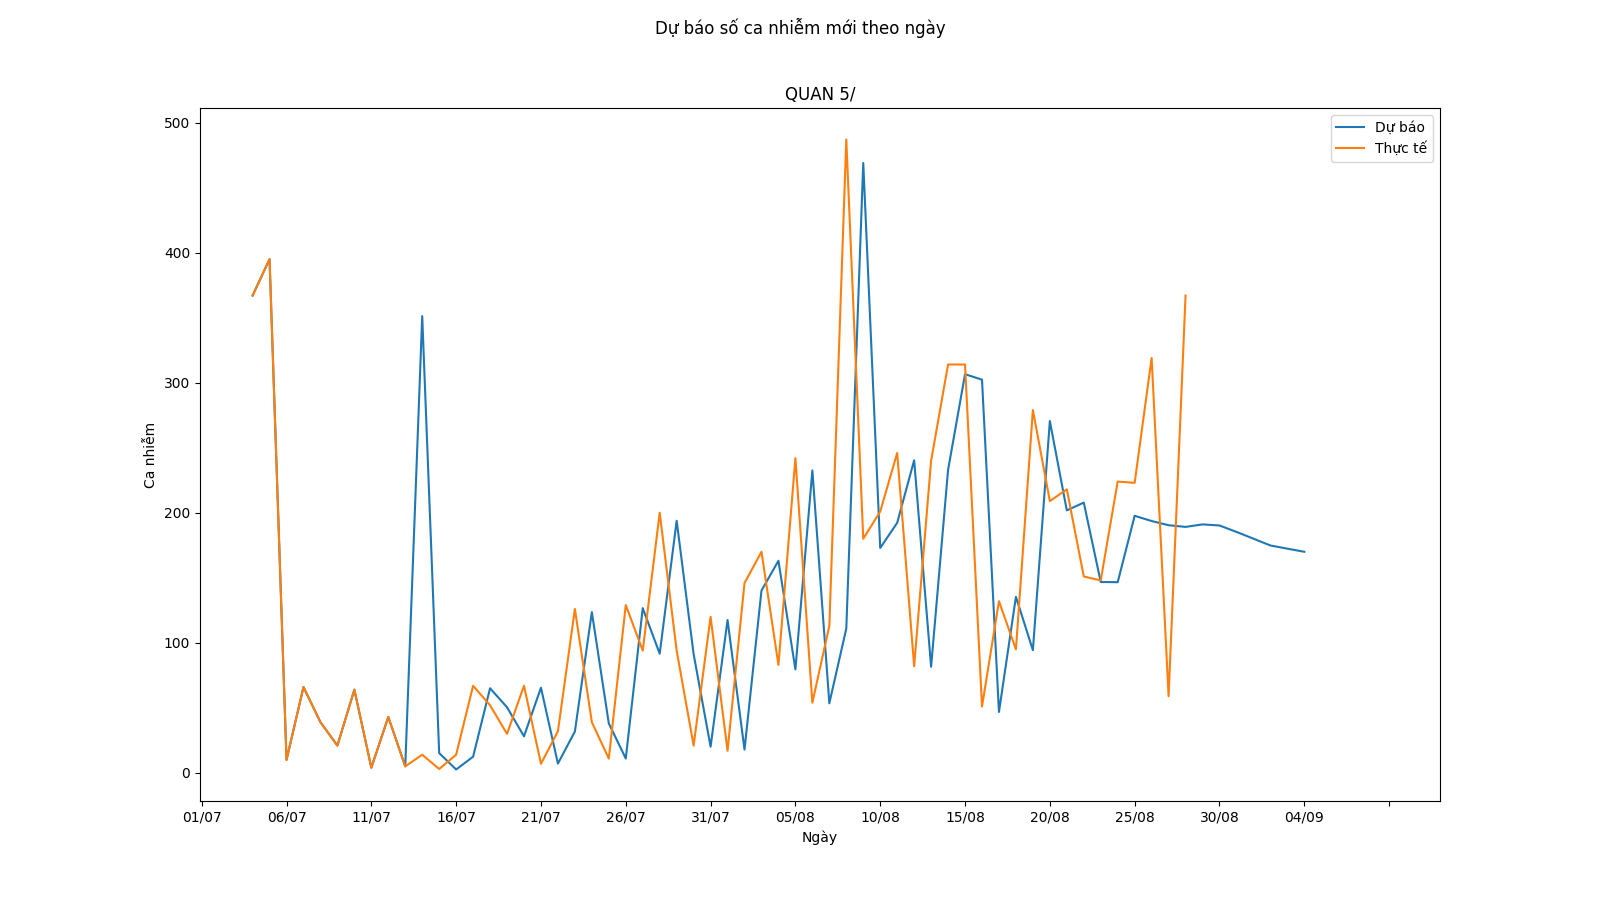 Dự báo số ca nhiễm mới theo ngày
QUAN 5/
Dự báo
Thực tế
500
400
300
200
100
0
Ca nhiễm
01/07 06/07 11/07 16/07 21/07 26/07 31/07 05/08 10/08 15/08 20/08 25/08 30/08 04/09
Ngày